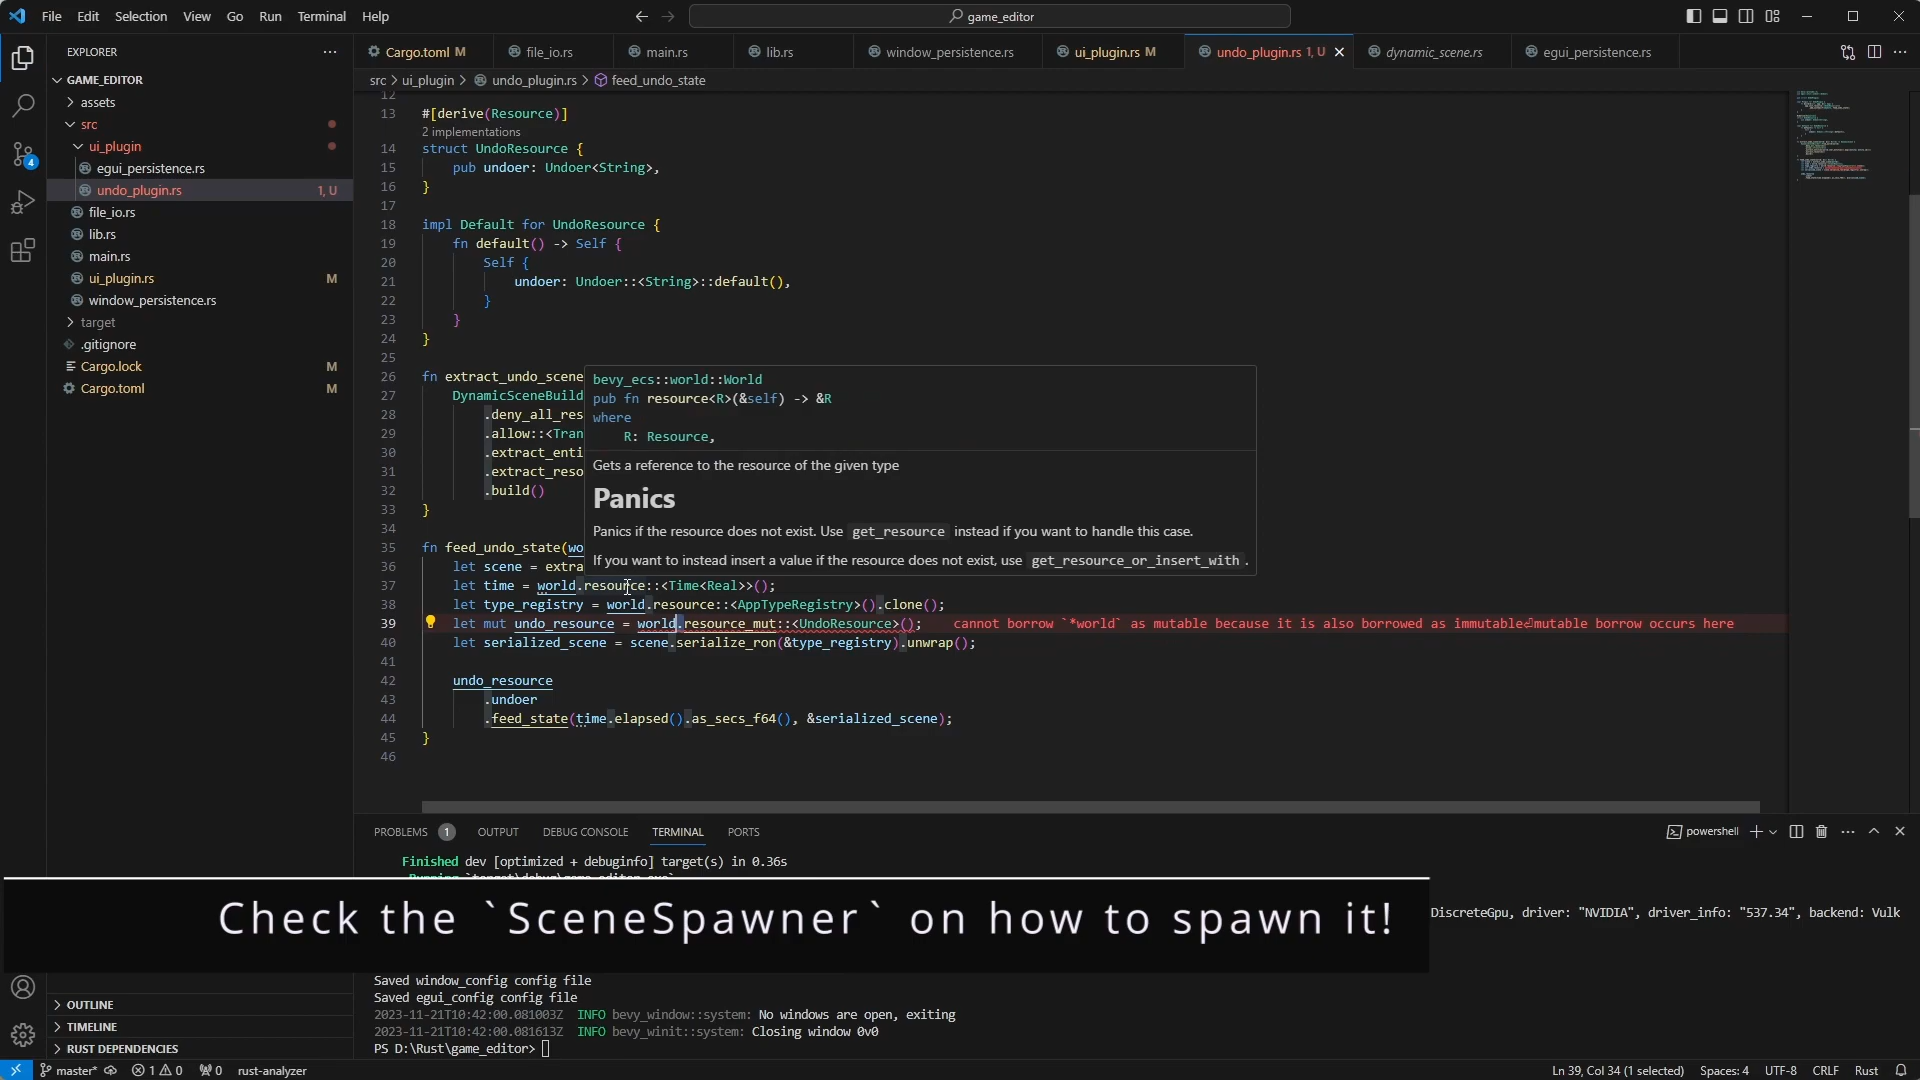 File Edit Selection View Go Run Terminal Help
game_editor
EXPLORER
GAME_EDITOR
assets
src
ui_plugin
egui_persistence.rs
undo_plugin.rs 1, U
file_io.rs
lib.rs
main.rs
ui_plugin.rs M
window_persistence.rs
target
.gitignore
Cargo.lock M
Cargo.toml M
4
OUTLINE
TIMELINE
RUST DEPENDENCIES
Cargo.toml M file_io.rs main.rs lib.rs window_persistence.rs ui_plugin.rs M undo_plugin.rs 1, U dynamic_scene.rs egui_persistence.rs
src > ui_plugin > undo_plugin.rs > feed_undo_state
12
13 #[derive(Resource)]
2 implementations
14 struct UndoResource {
15 pub undoer: Undoer<String>,
16 }
17
18 impl Default for UndoResource {
19 fn default() -> Self {
20 Self {
21 undoer: Undoer::<String>::default(),
22 }
23 }
24 }
25
26 fn extract_undo_scene
27 DynamicSceneBuild
28 .deny_all_res
29 .allow::<Tran
30 .extract_enti
31 .extract_reso
32 .build()
33 }
34
35 fn feed_undo_state(wo
36 let scene = extra
37 let time = world.resource::<Time<Real>>();
38 let type_registry = world.resource::<AppTypeRegistry>().clone();
39 let mut undo_resource = world.resource_mut::<UndoResource>(); cannot borrow `*world` as mutable because it is also borrowed as immutable⏎mutable borrow occurs here
40 let serialized_scene = scene.serialize_ron(&type_registry).unwrap();
41
42 undo_resource
43 .undoer
44 .feed_state(time.elapsed().as_secs_f64(), &serialized_scene);
45 }
46
bevy_ecs::world::World
pub fn resource<R>(&self) -> &R
where
R: Resource,
Gets a reference to the resource of the given type
Panics
Panics if the resource does not exist. Use get_resource instead if you want to handle this case.
If you want to instead insert a value if the resource does not exist, use get_resource_or_insert_with .
PROBLEMS 1 OUTPUT DEBUG CONSOLE TERMINAL PORTS
powershell
Finished dev [optimized + debuginfo] target(s) in 0.36s
Running `target\debug\game_editor.exe`
Check the `SceneSpawner` on how to spawn it!
DiscreteGpu, driver: "NVIDIA", driver_info: "537.34", backend: Vulk
Saved window_config config file
Saved egui_config config file
2023-11-21T10:42:00.081003Z INFO bevy_window::system: No windows are open, exiting
2023-11-21T10:42:00.081613Z INFO bevy_winit::system: Closing window 0v0
PS D:\Rust\game_editor>
master* 1 0 0 rust-analyzer
Ln 39, Col 34 (1 selected) Spaces: 4 UTF-8 CRLF Rust